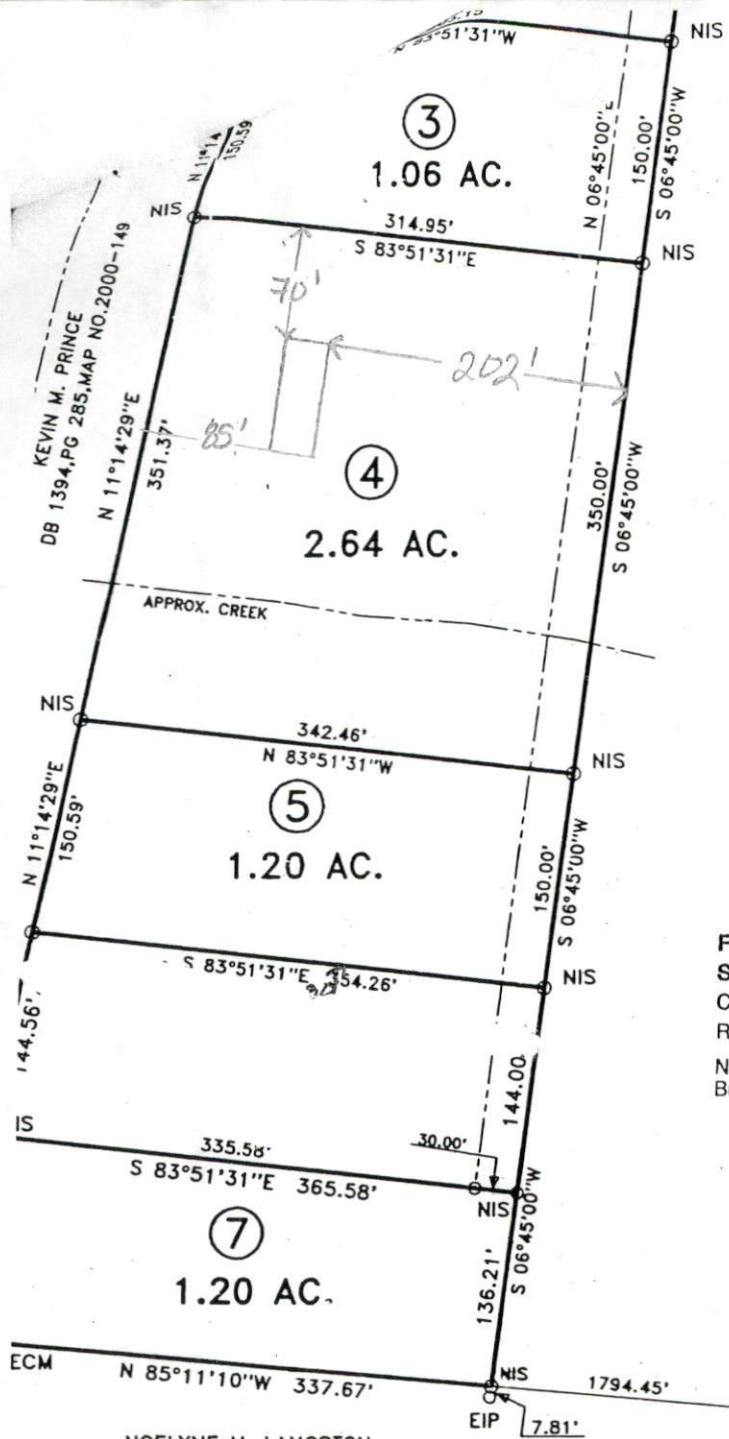 N 83°51'31"W
NIS
3
1.06 AC.
N 06°45'00"E
150.00'
S 06°45'00"W
N 11°14
150.59
NIS
314.95'
S 83°51'31"E
NIS
KEVIN M. PRINCE
DB 1394,PG 285,MAP NO.2000-149
70'
202'
85'
N 11°14'29"E
351.37'
4
2.64 AC.
350.00'
S 06°45'00"W
APPROX. CREEK
NIS
342.46'
N 83°51'31"W
NIS
5
1.20 AC.
N 11°14'29"E
150.59'
150.00'
S 06°45'00"W
S 83°51'31"E 354.26'
NIS
144.56'
144.00
IS
335.58'
30.00'
S 83°51'31"E 365.58'
NIS
7
1.20 AC.
136.21'
S 06°45'00"W
ECM
N 85°11'10"W 337.67'
NIS
1794.45'
EIP
7.81'